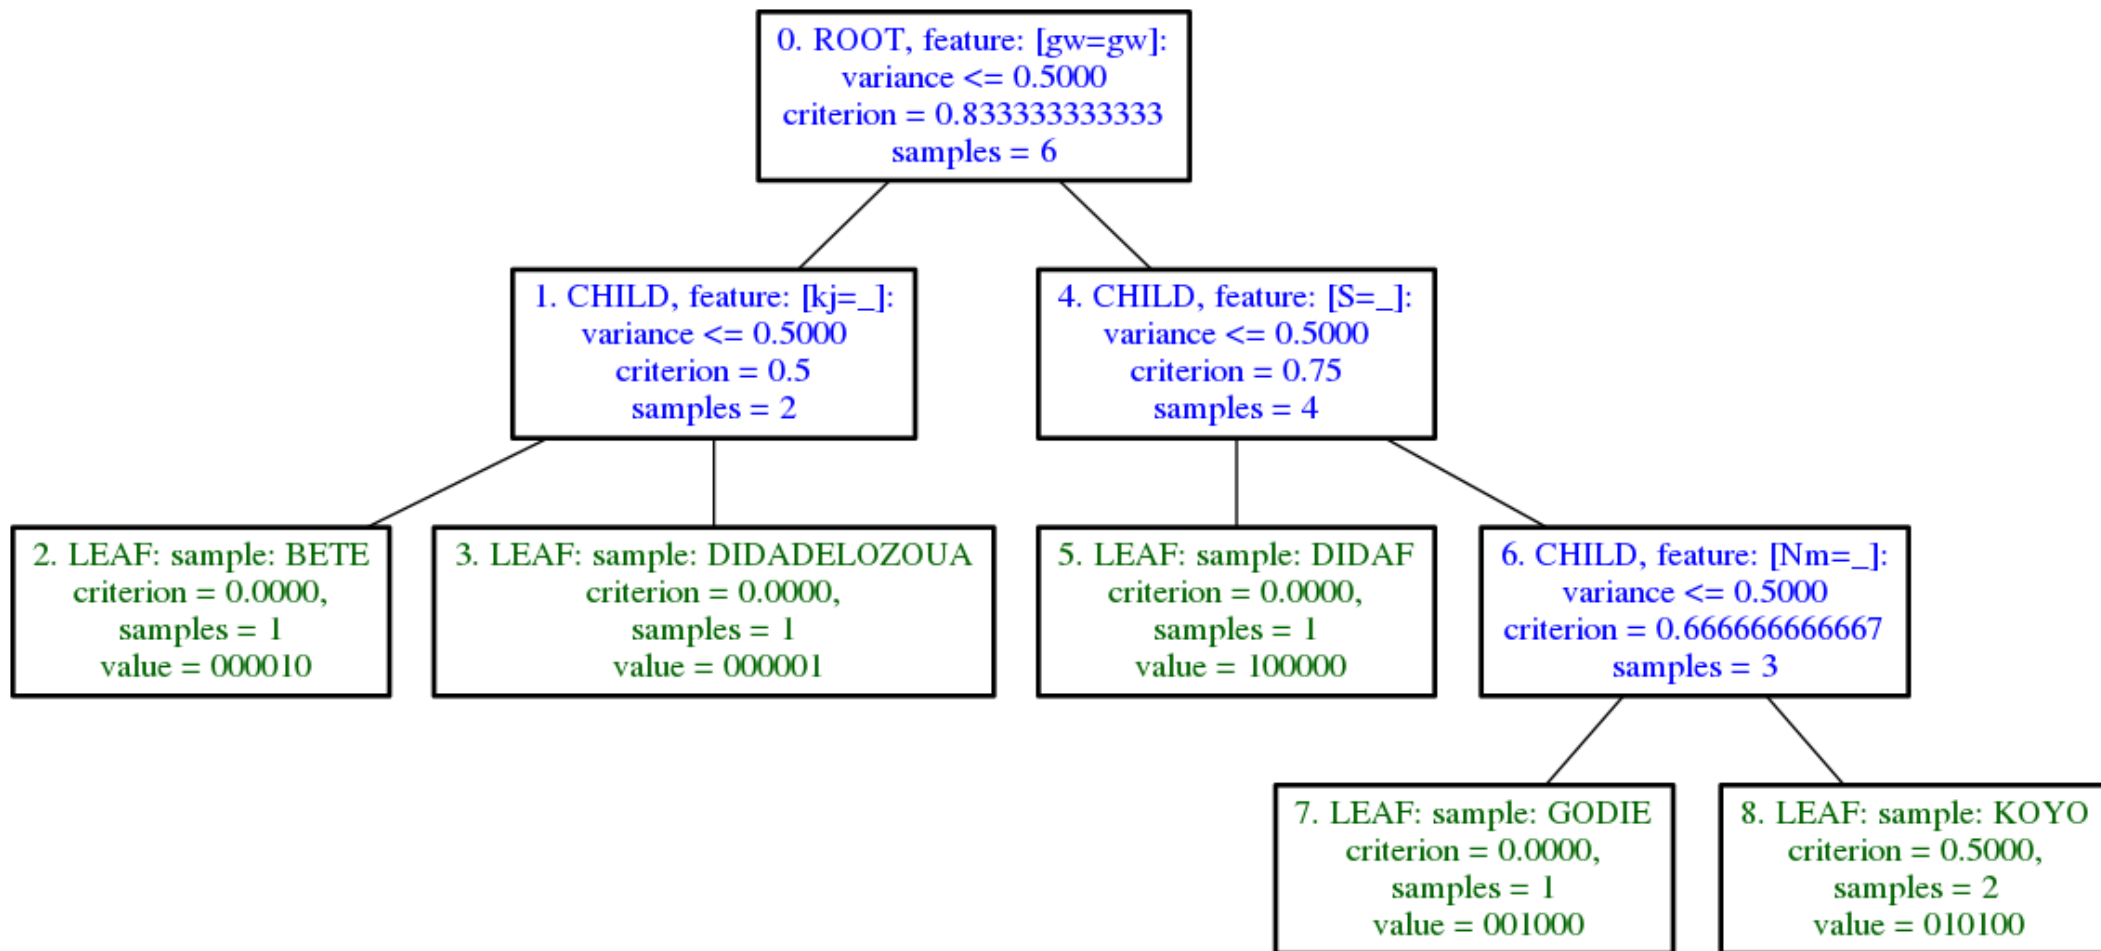 0. ROOT, feature: [gw=gw]:
variance <= 0.5000
criterion = 0.833333333333
samples = 6
1. CHILD, feature: [kj=_]:
variance <= 0.5000
criterion = 0.5
samples = 2
4. CHILD, feature: [S=_]:
variance <= 0.5000
criterion = 0.75
samples = 4
2. LEAF: sample: BETE
criterion = 0.0000,
samples = 1
value = 000010
3. LEAF: sample: DIDADELOZOUA
criterion = 0.0000,
samples = 1
value = 000001
5. LEAF: sample: DIDAF
criterion = 0.0000,
samples = 1
value = 100000
6. CHILD, feature: [Nm=_]:
variance <= 0.5000
criterion = 0.666666666667
samples = 3
7. LEAF: sample: GODIE
criterion = 0.0000,
samples = 1
value = 001000
8. LEAF: sample: KOYO
criterion = 0.5000,
samples = 2
value = 010100